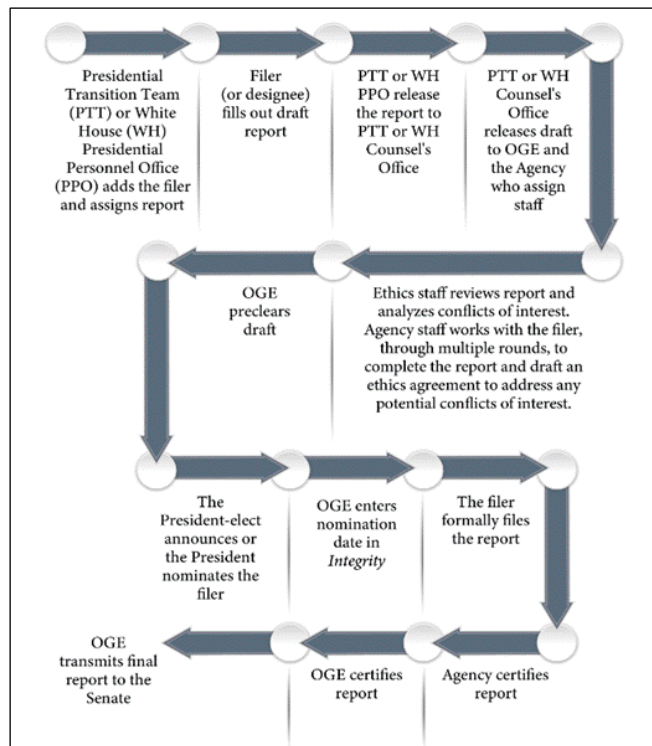 Presidential
Transition Team
(PTT) or White
House (WH)
Presidential
Personnel Office
(PPO) adds the filer
and assigns report
Filer
(or designee)
fills out draft
report
PTT or WH
PPO release
the report to
PTT or WH
Counsel's
Office
PTT or WH
Counsel's
Office
releases draft
to OGE and
the Agency
who assign
staff
Ethics staff reviews report and
analyzes conflicts of interest.
Agency staff works with the filer,
through multiple rounds, to
complete the report and draft an
ethics agreement to address any
potential conflicts of interest.
OGE
preclears
draft
The
President-elect
announces or
the President
nominates the
filer
OGE enters
nomination
date in
Integrity
The filer
formally files
the report
Agency certifies
report
OGE certifies
report
OGE
transmits final
report to the
Senate